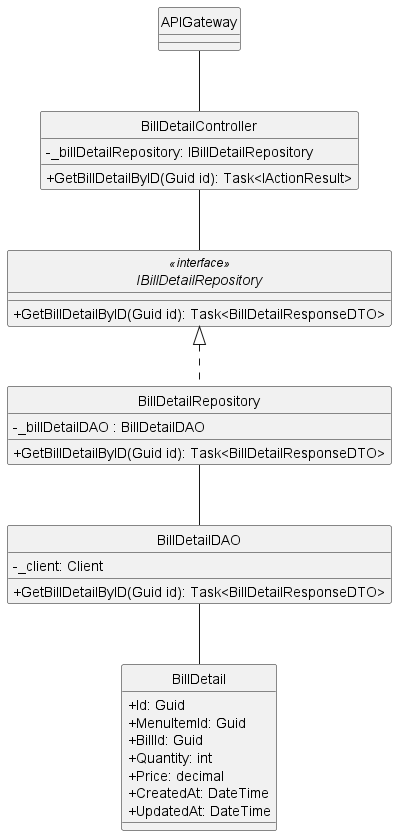 APIGateway
BillDetailController
-_billDetailRepository: IBillDetailRepository
+GetBillDetailByID(Guid id): Task<IActionResult>
«interface»
IBillDetailRepository
+GetBillDetailByID(Guid id): Task<BillDetailResponseDTO>
BillDetailRepository
-_billDetailDAO : BillDetailDAO
+GetBillDetailByID(Guid id): Task<BillDetailResponseDTO>
BillDetailDAO
-_client: Client
+GetBillDetailByID(Guid id): Task<BillDetailResponseDTO>
BillDetail
+Id: Guid
+MenuItemId: Guid
+BillId: Guid
+Quantity: int
+Price: decimal
+CreatedAt: DateTime
+UpdatedAt: DateTime